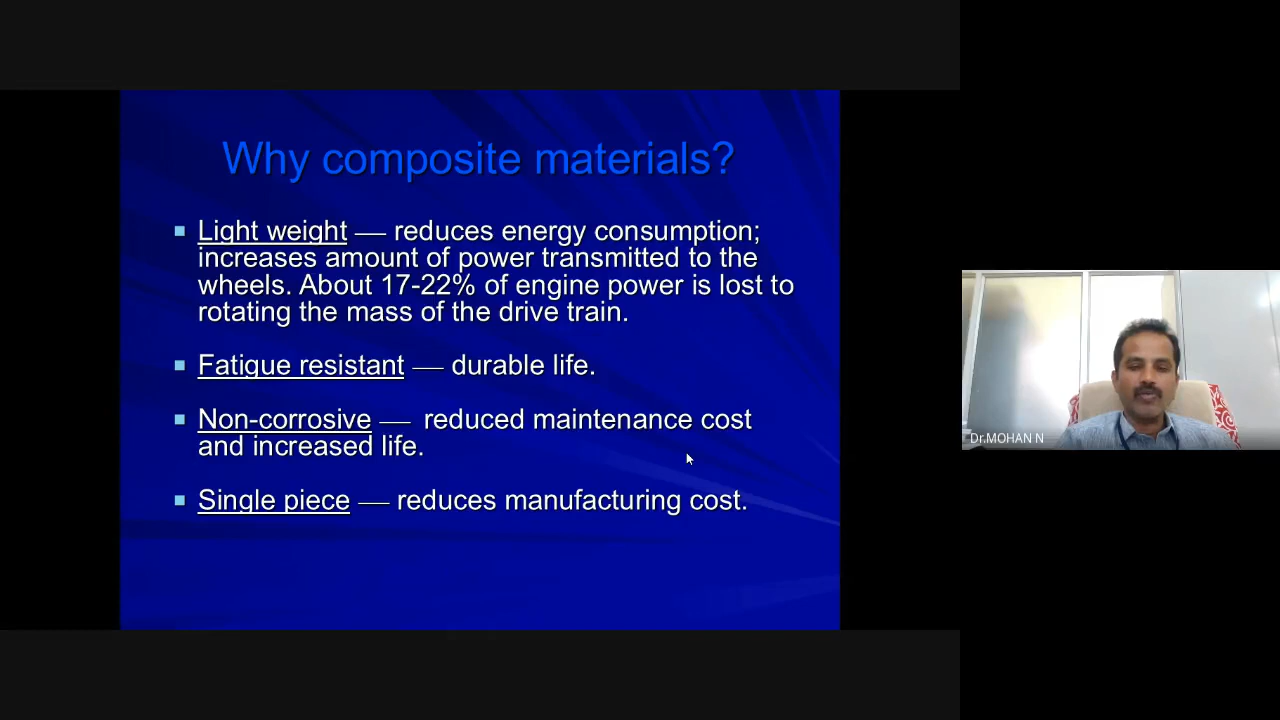 Why composite materials?
Light weight — reduces energy consumption;
increases amount of power transmitted to the
wheels. About 17-22% of engine power is lost to
rotating the mass of the drive train.
Fatigue resistant — durable life.
Non-corrosive — reduced maintenance cost
and increased life.
Single piece — reduces manufacturing cost.
Dr.MOHAN N